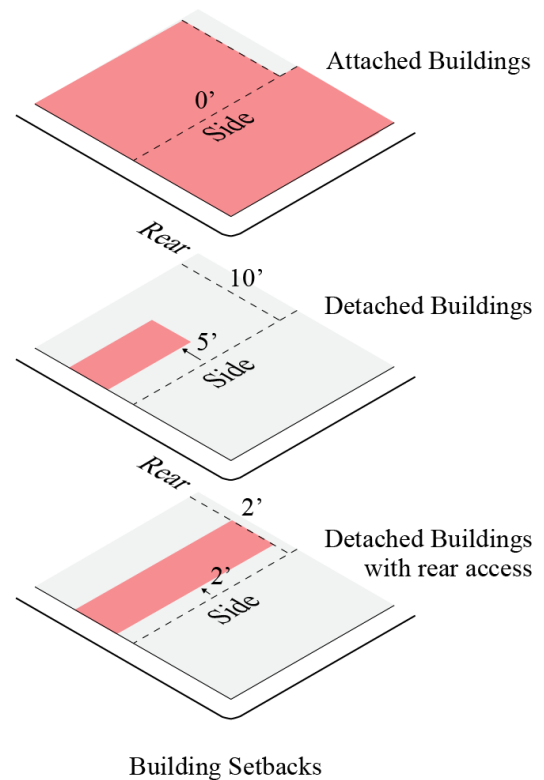 Attached Buildings
0’
Side
Rear
10’
Detached Buildings
5’
Side
Rear
2’
Detached Buildings
with rear access
2’
Side
Building Setbacks